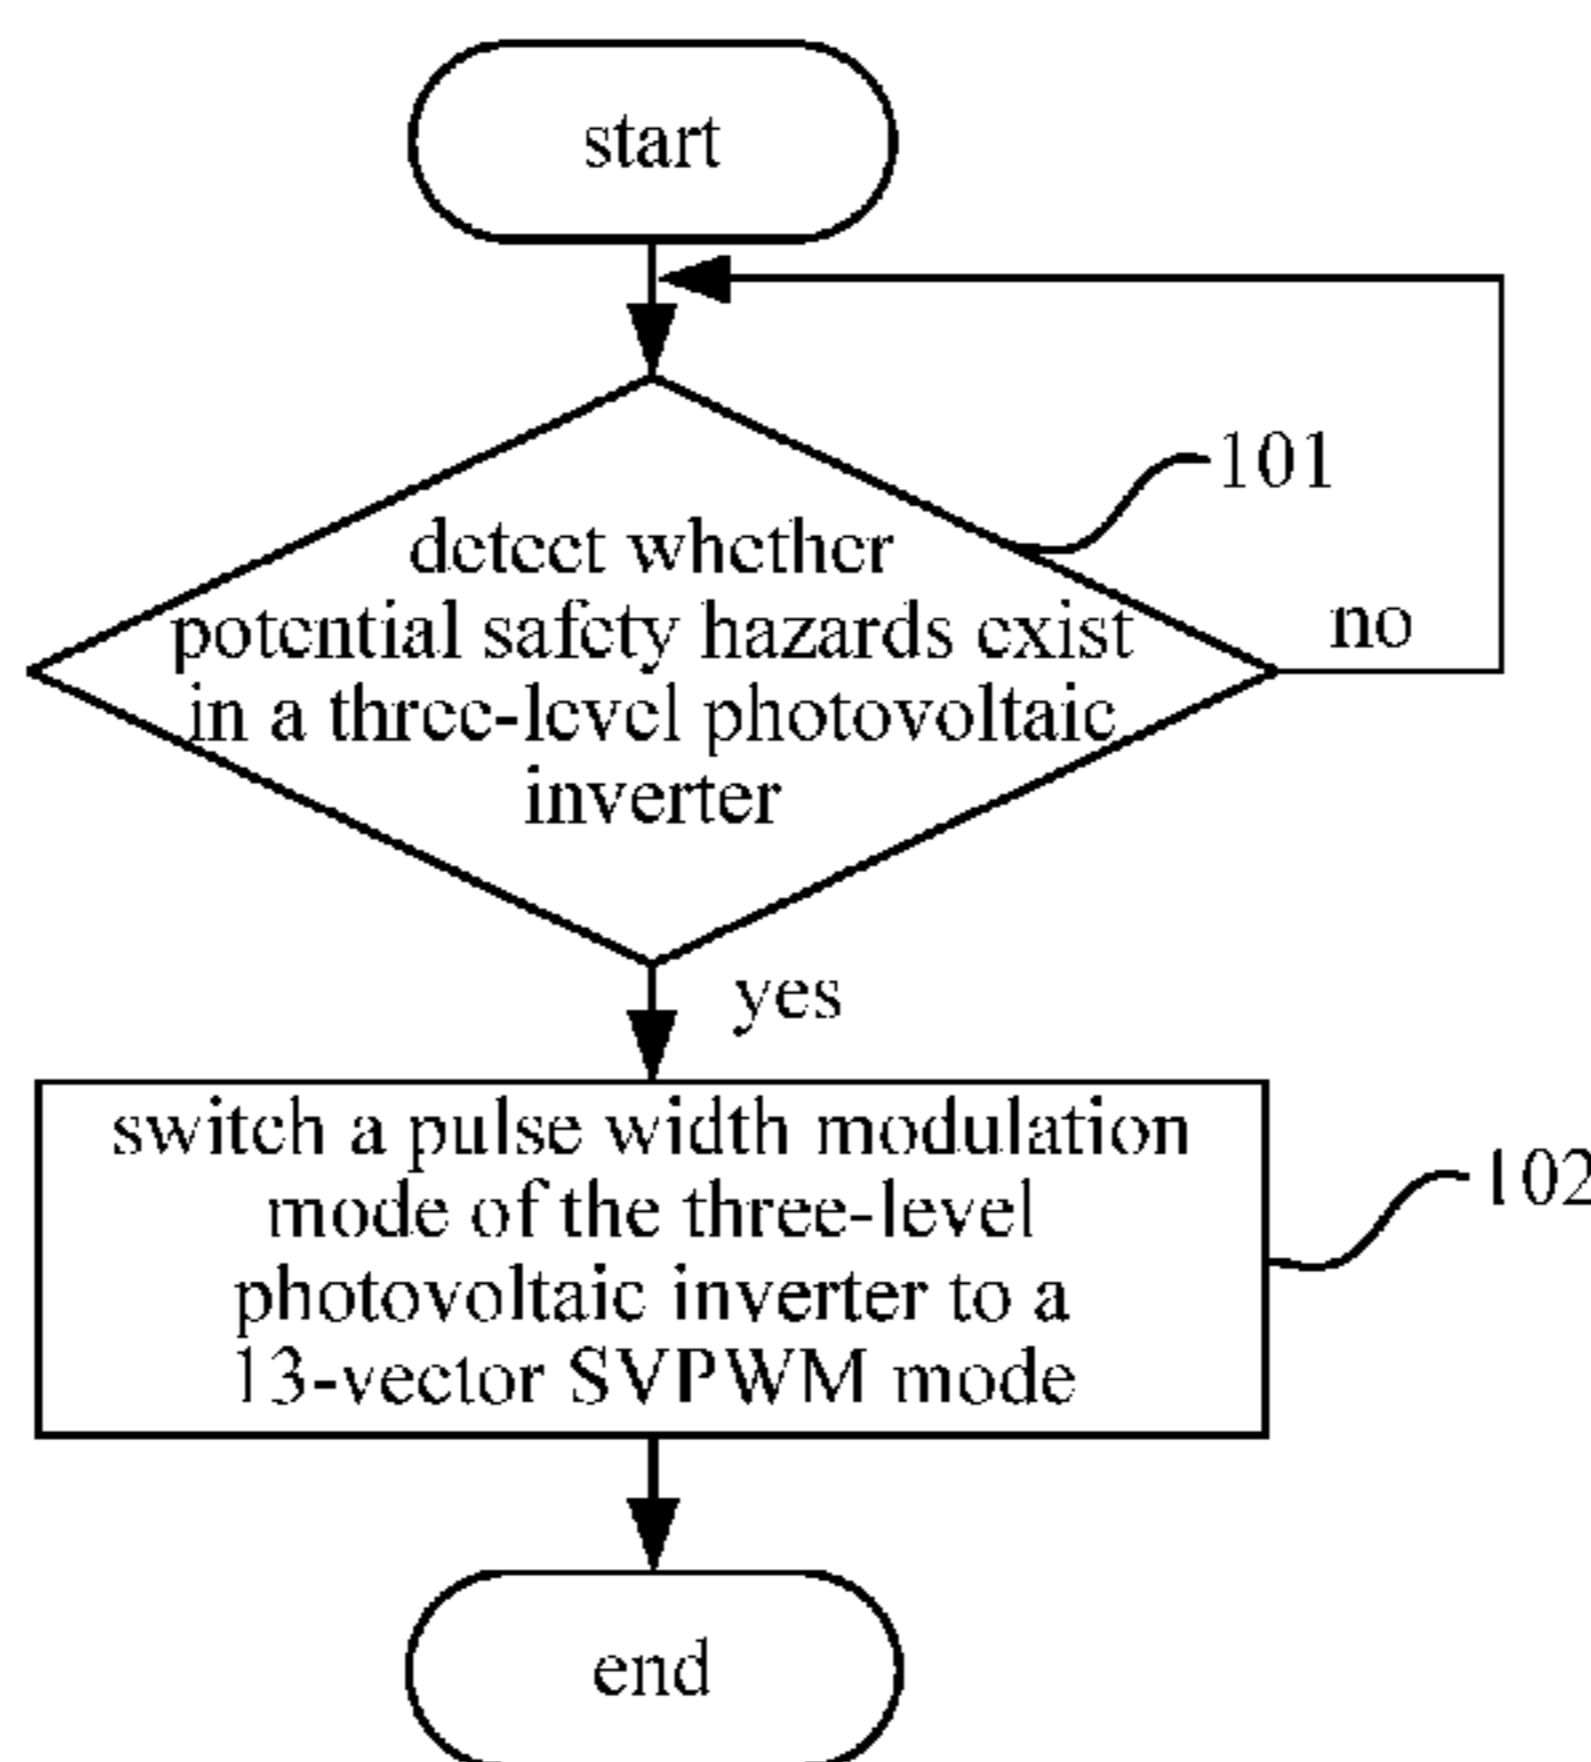 start
101
detect whether
potential safety hazards exist
no
in a three-level photovoltaic
inverter
yes
switch a pulse width modulation
mode of the three-level
102
photovoltaic inverter to a
13-vector SVPWM mode
end